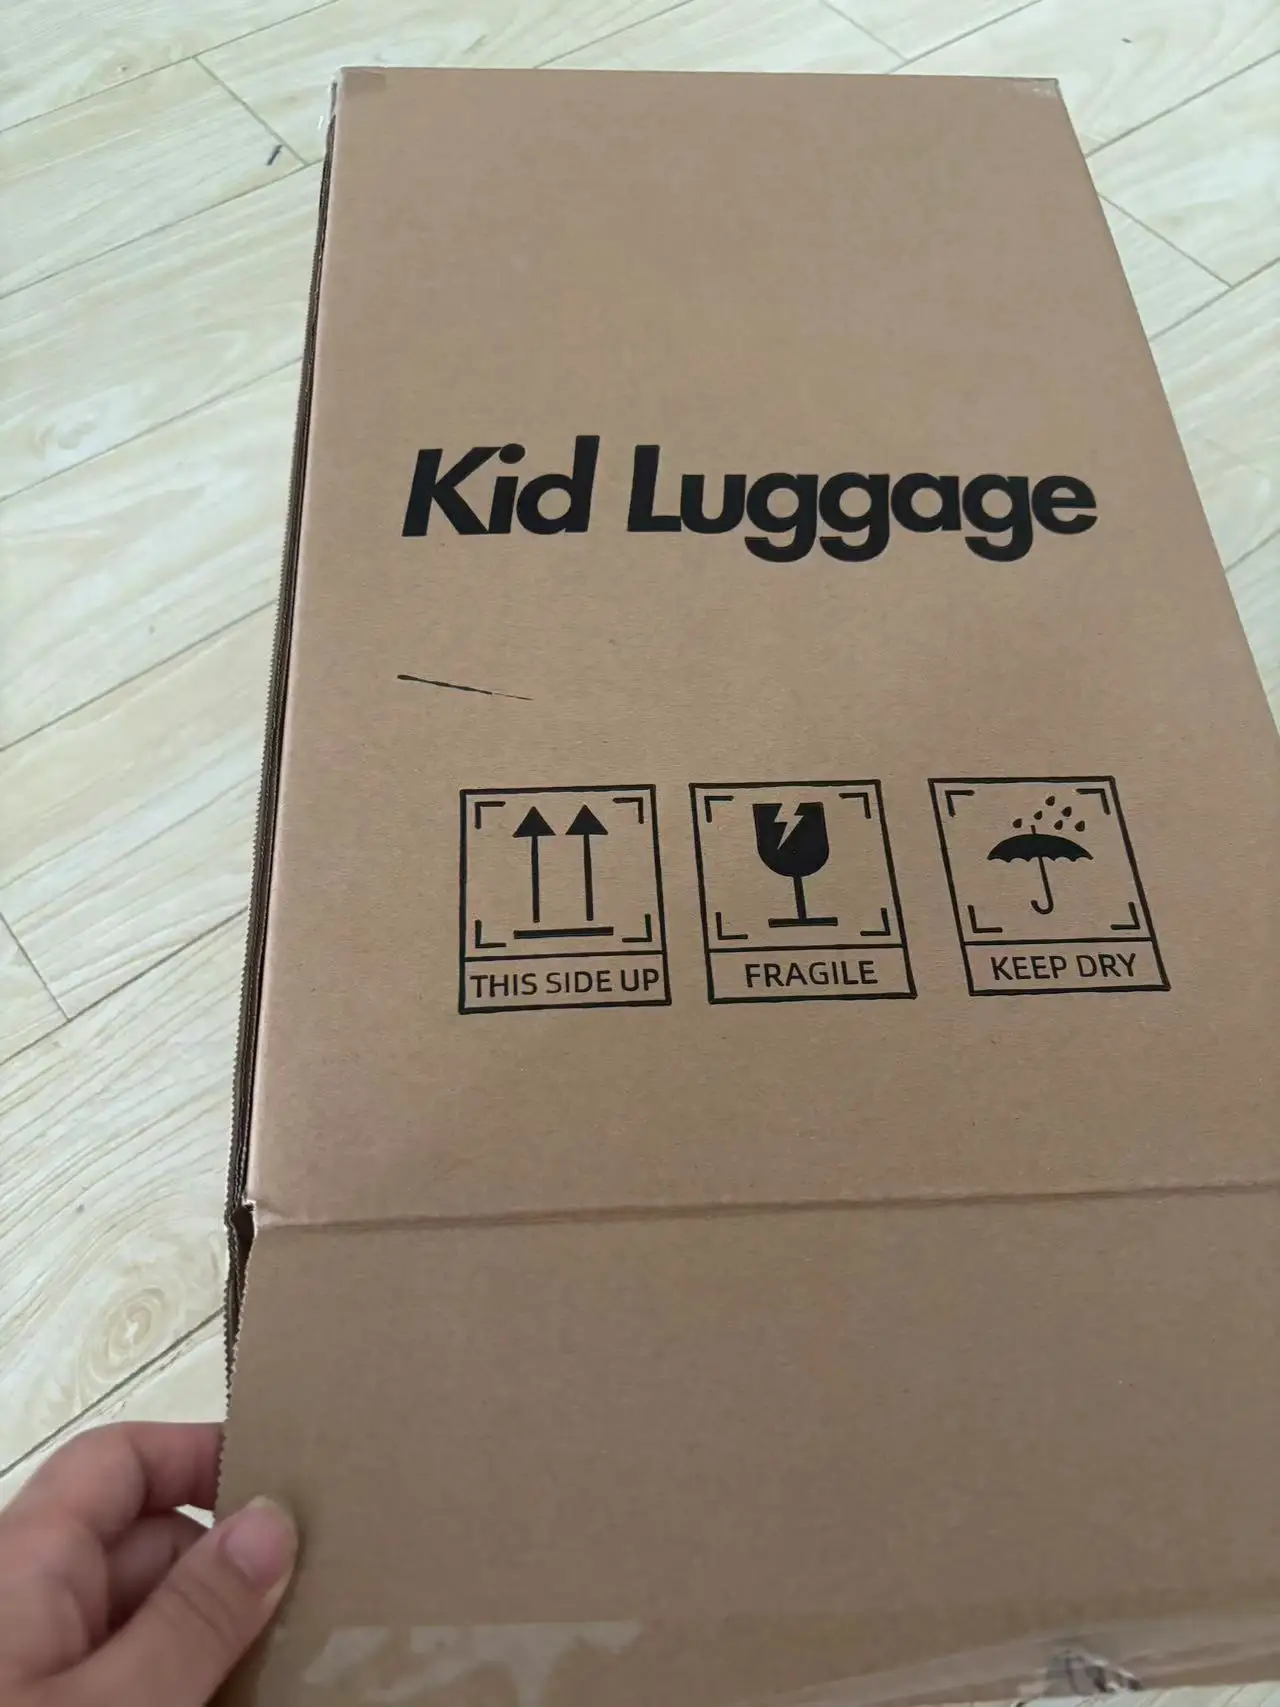 Kid Luggage
THIS SIDE UP
FRAGILE
KEEP DRY